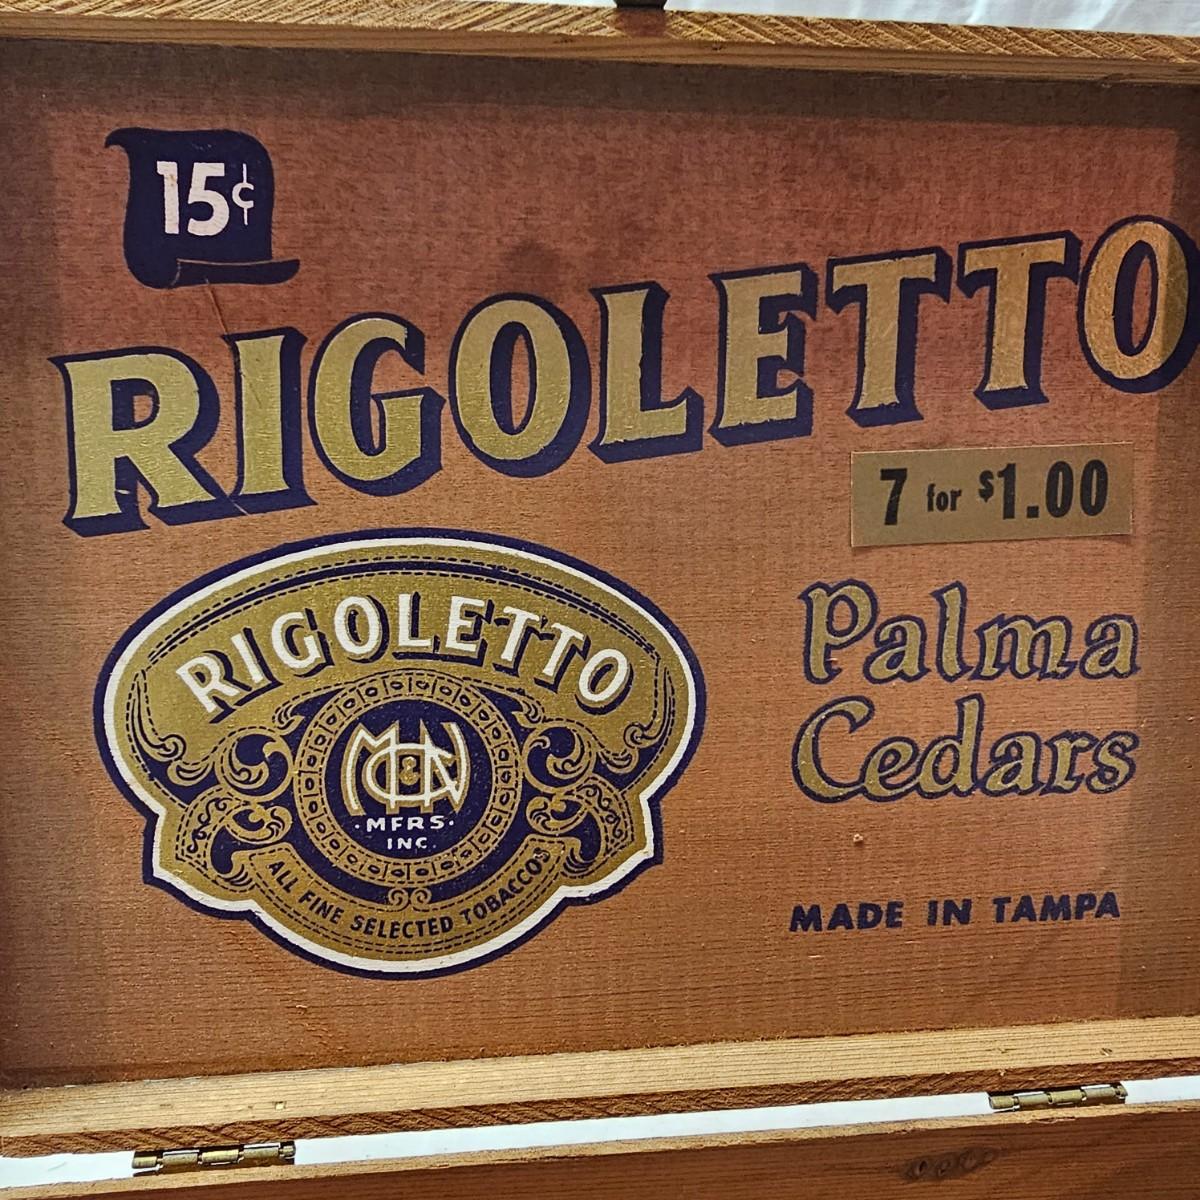 15¢
RIGOLETTO
7 for $1.00
RIGOLETTO
MFRS.
INC.
ALL FINE SELECTED TOBACCOS
Palma
Cedars
MADE IN TAMPA